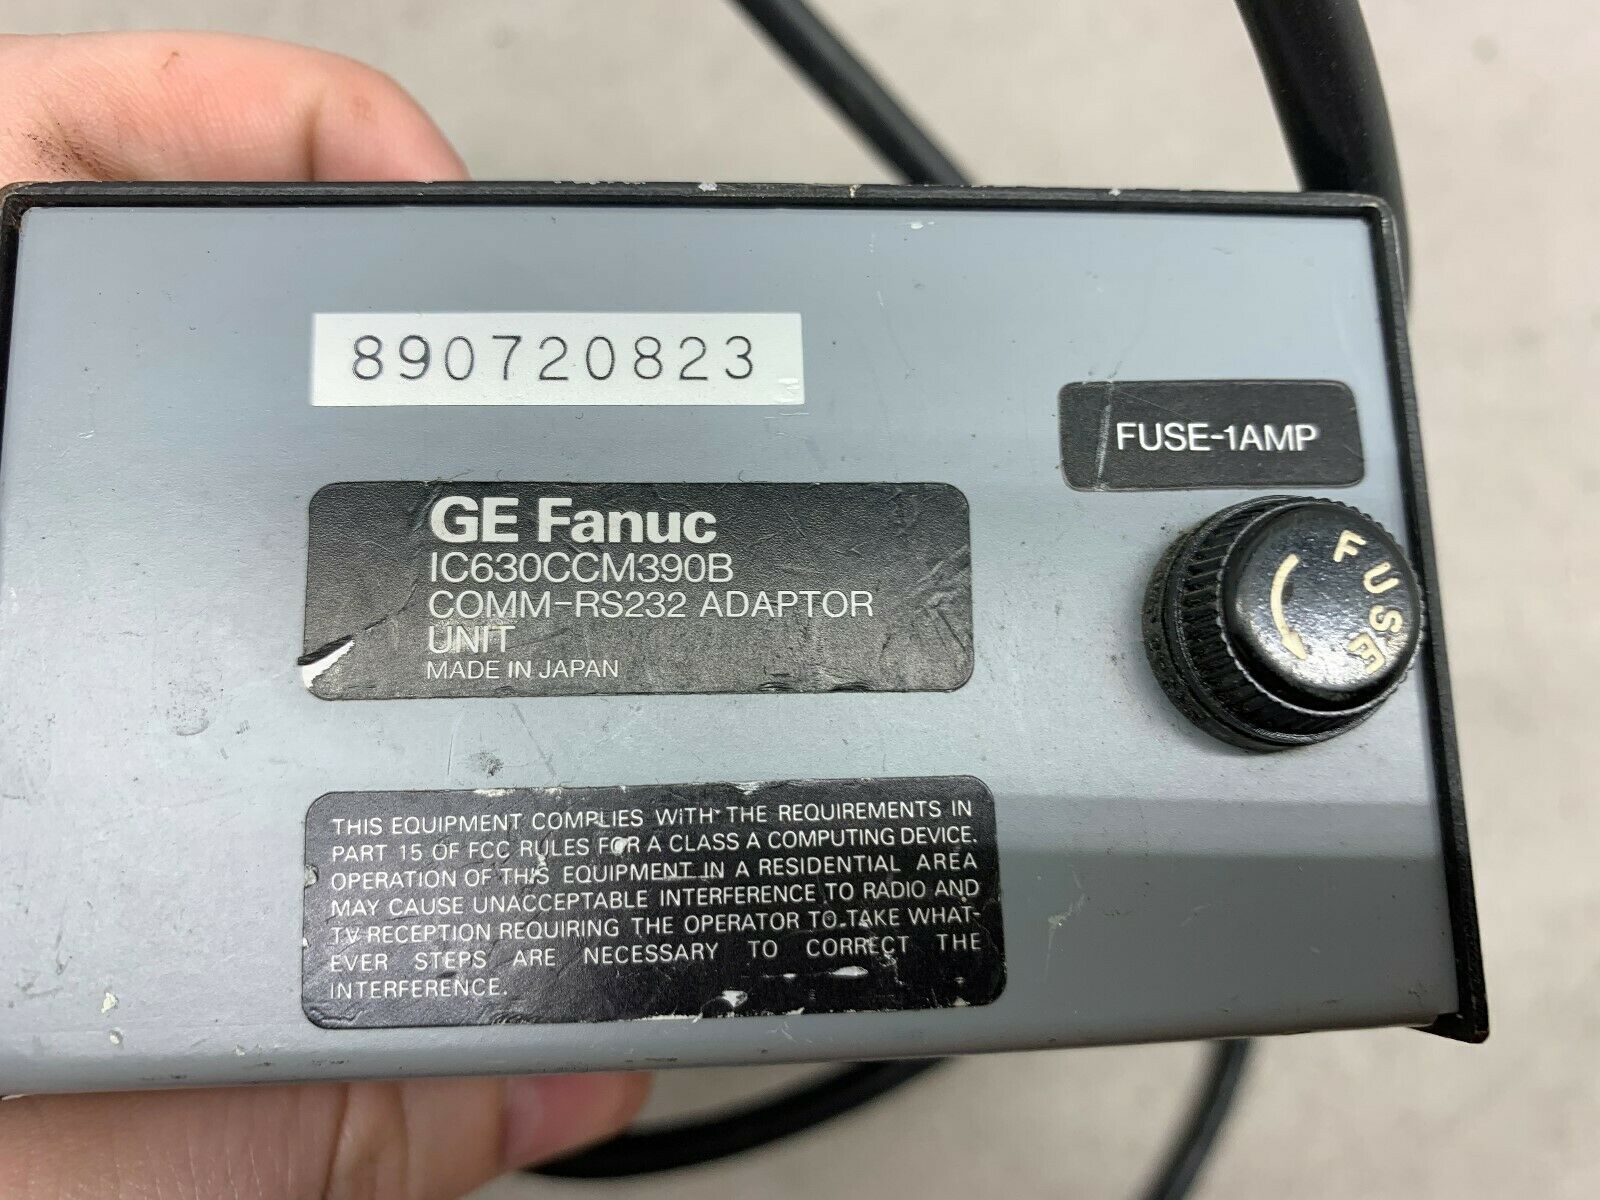 890720823
FUSE-1AMP
GE Fanuc
IC630CCM390B
COMM-RS232 ADAPTOR
UNIT
MADE IN JAPAN
FUSE
THIS EQUIPMENT COMPLIES WITH THE REQUIREMENTS IN
PART 15 OF FCC RULES FOR A CLASS A COMPUTING DEVICE.
OPERATION OF THIS EQUIPMENT IN A RESIDENTIAL AREA
MAY CAUSE UNACCEPTABLE INTERFERENCE TO RADIO AND
TV RECEPTION REQUIRING THE OPERATOR TO TAKE WHAT-
EVER STEPS ARE NECESSARY TO CORRECT THE
INTERFERENCE.